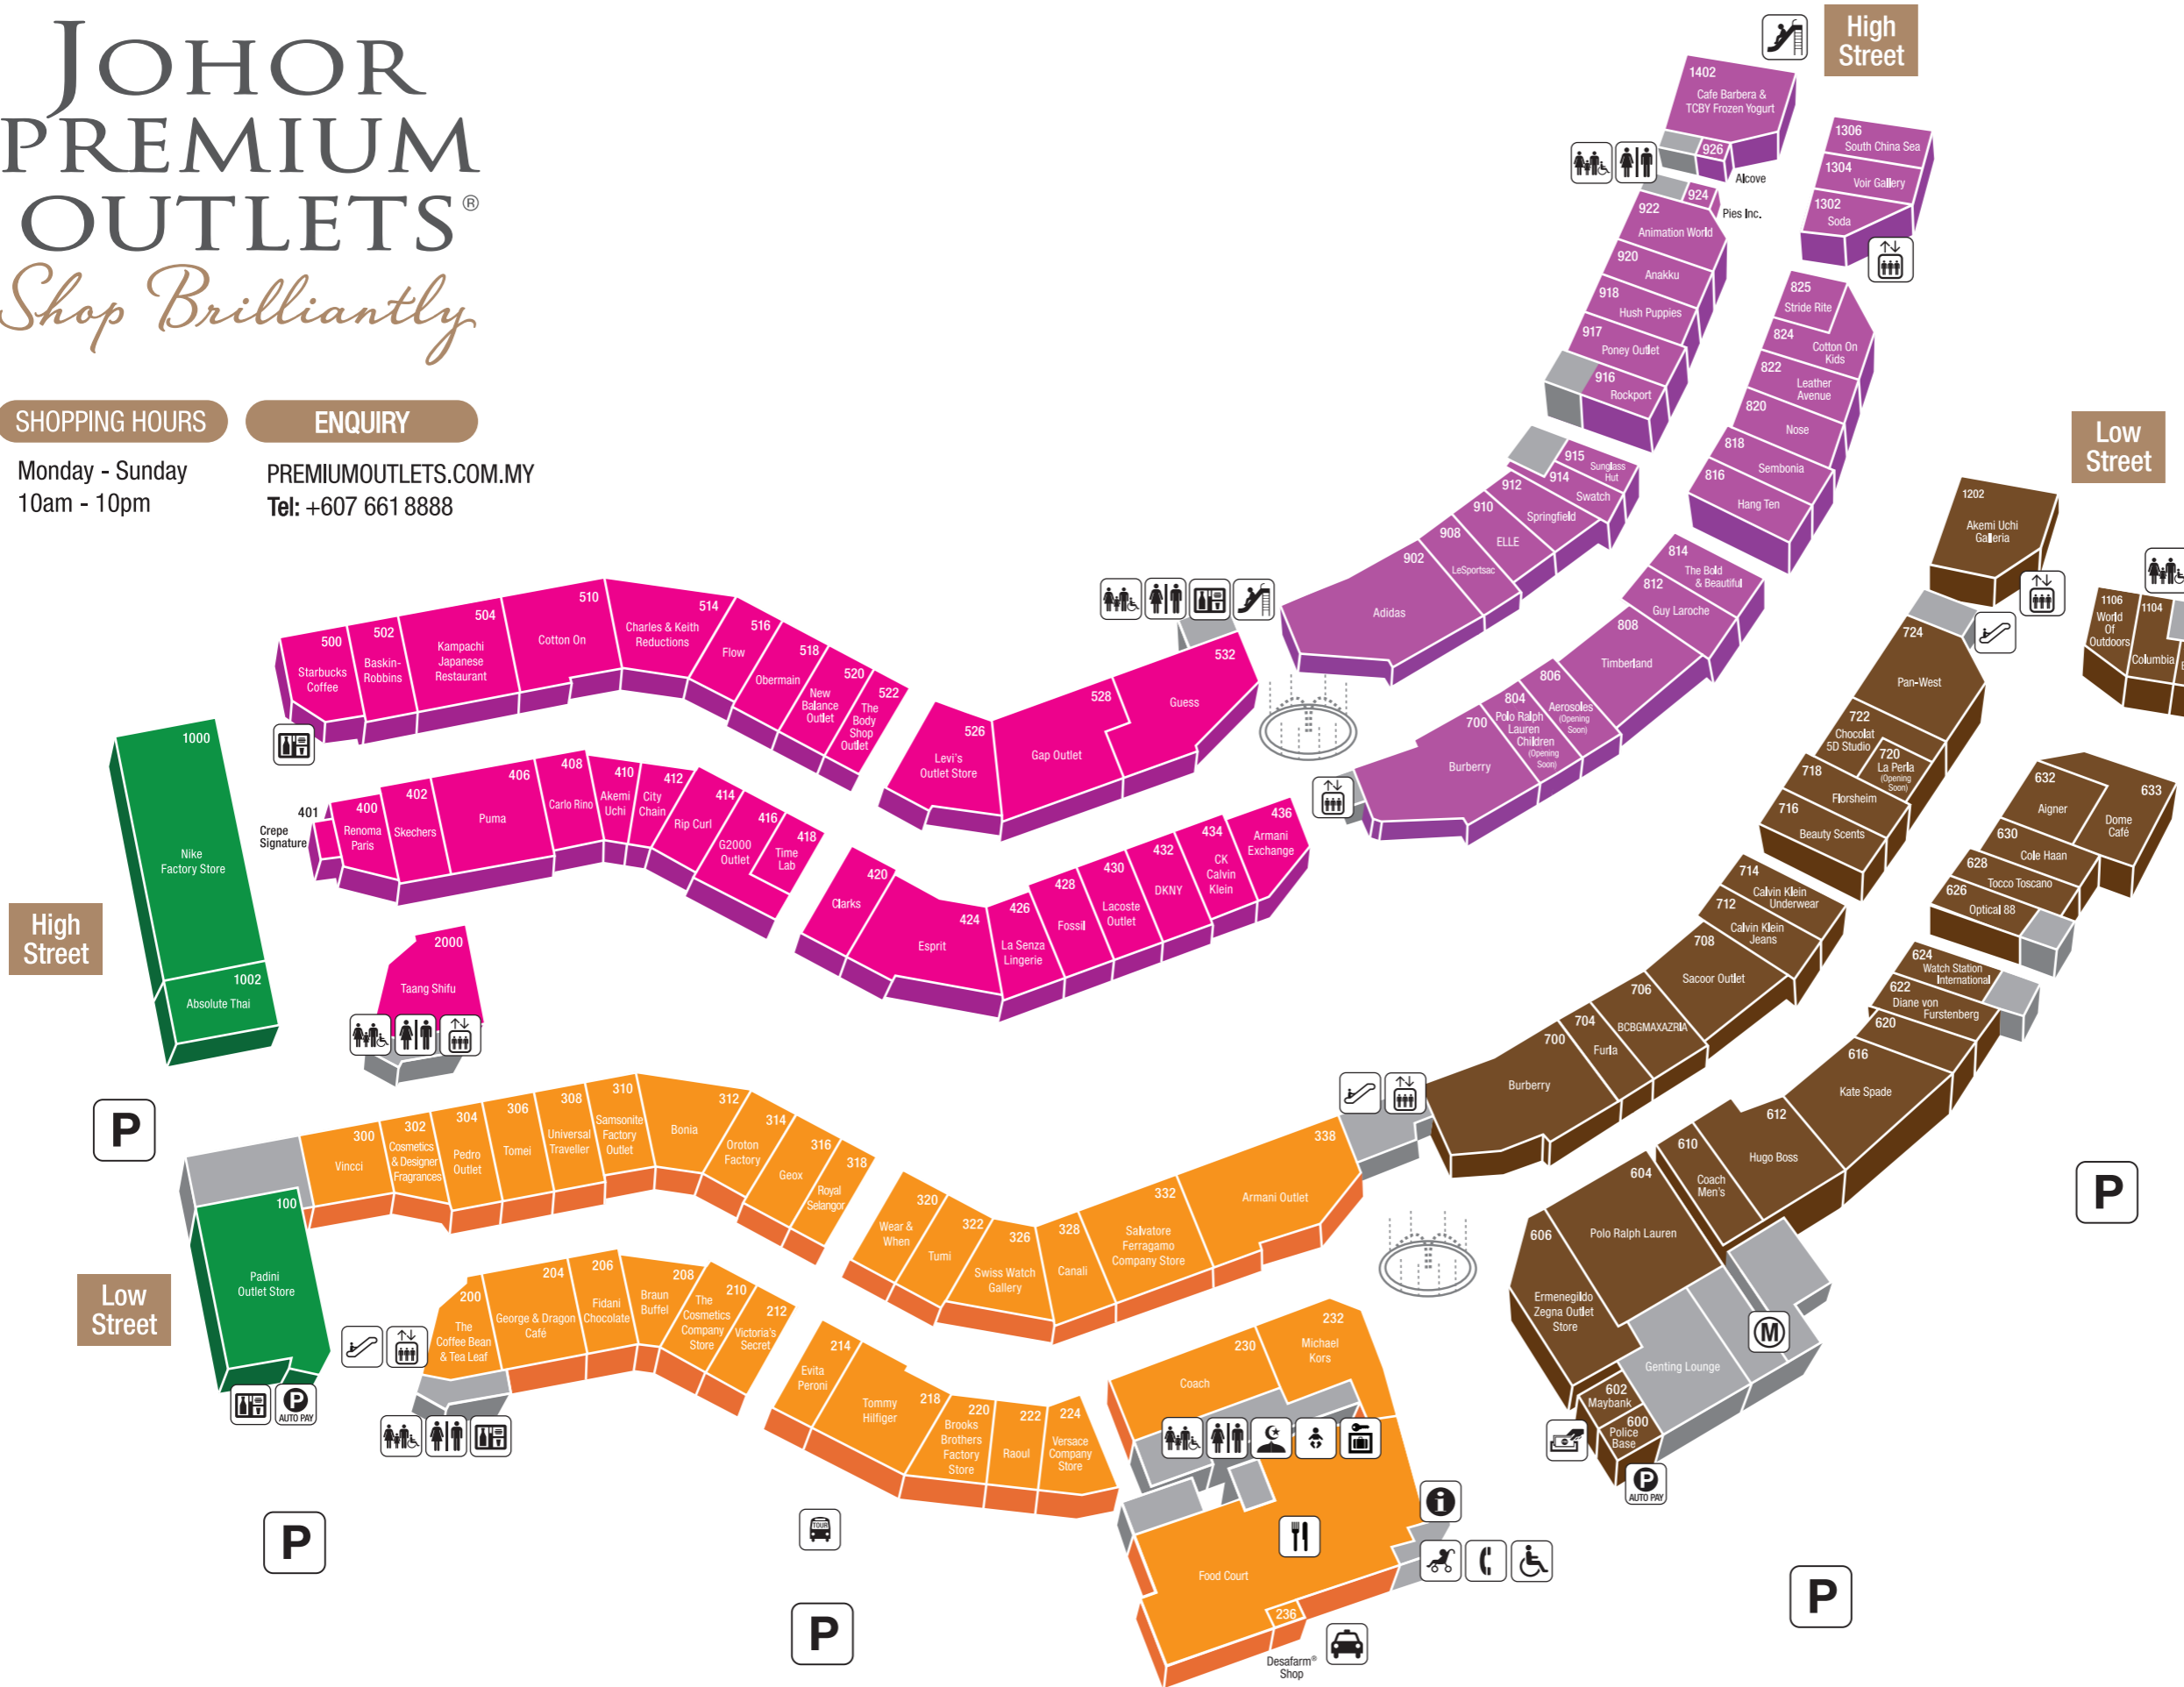 JOHOR
PREMIUM
OUTLETS®
Shop Brilliantly
SHOPPING HOURS
Monday - Sunday
10am - 10pm
ENQUIRY
PREMIUMOUTLETS.COM.MY
Tel: +607 661 8888
High
Street
1402
Cafe Barbera &
TCBY Frozen Yogurt
926
Alcove
924
Pies Inc.
922
Animation World
920
Anakku
918
Hush Puppies
917
Poney Outlet
916
Rockport
915
Sunglass
Hut
914
Swatch
912
Springfield
910
ELLE
908
LeSportsac
902
Adidas
1306
South China Sea
1304
Voir Gallery
1302
Soda
825
Stride Rite
824
Cotton On
Kids
822
Leather
Avenue
820
Nose
818
Sembonia
816
Hang Ten
814
The Bold
& Beautiful
812
Guy Laroche
808
Timberland
806
Aerosoles
(Opening
Soon)
804
Polo Ralph
Lauren
Children
(Opening
Soon)
700
Burberry
Low
Street
1202
Akemi Uchi
Galleria
1106
World
Of
Outdoors
1104
Columbia
724
Pan-West
722
Chocolat
5D Studio
720
La Perla
(Opening
Soon)
718
Florsheim
716
Beauty Scents
714
Calvin Klein
Underwear
712
Calvin Klein
Jeans
708
Sacoor Outlet
706
BCBGMAXAZRIA
704
Furla
700
Burberry
632
Aigner
633
Dome
Café
630
Cole Haan
628
Tocco Toscano
626
Optical 88
624
Watch Station
International
622
Diane von
Furstenberg
620
616
Kate Spade
612
Hugo Boss
610
Coach
Men's
604
Polo Ralph Lauren
606
Ermenegildo
Zegna Outlet
Store
Genting Lounge
M
602
Maybank
600
Police
Base
P
AUTO PAY
500
Starbucks
Coffee
502
Baskin-
Robbins
504
Kampachi
Japanese
Restaurant
510
Cotton On
514
Charles & Keith
Reductions
516
Flow
518
Obermain
520
New
Balance
Outlet
522
The
Body
Shop
Outlet
526
Levi's
Outlet Store
528
Gap Outlet
532
Guess
401
Crepe
Signature
400
Renoma
Paris
402
Skechers
406
Puma
408
Carlo Rino
410
Akemi
Uchi
412
City
Chain
414
Rip Curl
416
G2000
Outlet
418
Time
Lab
420
Clarks
424
Esprit
426
La Senza
Lingerie
428
Fossil
430
Lacoste
Outlet
432
DKNY
434
CK
Calvin
Klein
436
Armani
Exchange
1000
Nike
Factory Store
1002
Absolute Thai
High
Street
2000
Taang Shifu
P
300
Vincci
302
Cosmetics
& Designer
Fragrances
304
Pedro
Outlet
306
Tomei
308
Universal
Traveller
310
Samsonite
Factory
Outlet
312
Bonia
314
Oroton
Factory
316
Geox
318
Royal
Selangor
320
Wear &
When
322
Tumi
326
Swiss Watch
Gallery
328
Canali
332
Salvatore
Ferragamo
Company Store
338
Armani Outlet
100
Padini
Outlet Store
Low
Street
P
AUTO PAY
200
The
Coffee Bean
& Tea Leaf
204
George & Dragon
Café
206
Fidani
Chocolate
208
Braun
Buffel
210
The
Cosmetics
Company
Store
212
Victoria's
Secret
214
Evita
Peroni
218
Tommy
Hilfiger
220
Brooks
Brothers
Factory
Store
222
Raoul
224
Versace
Company
Store
230
Coach
232
Michael
Kors
Food Court
236
Desafarm®
Shop
TOUR
i
P
P
P
P